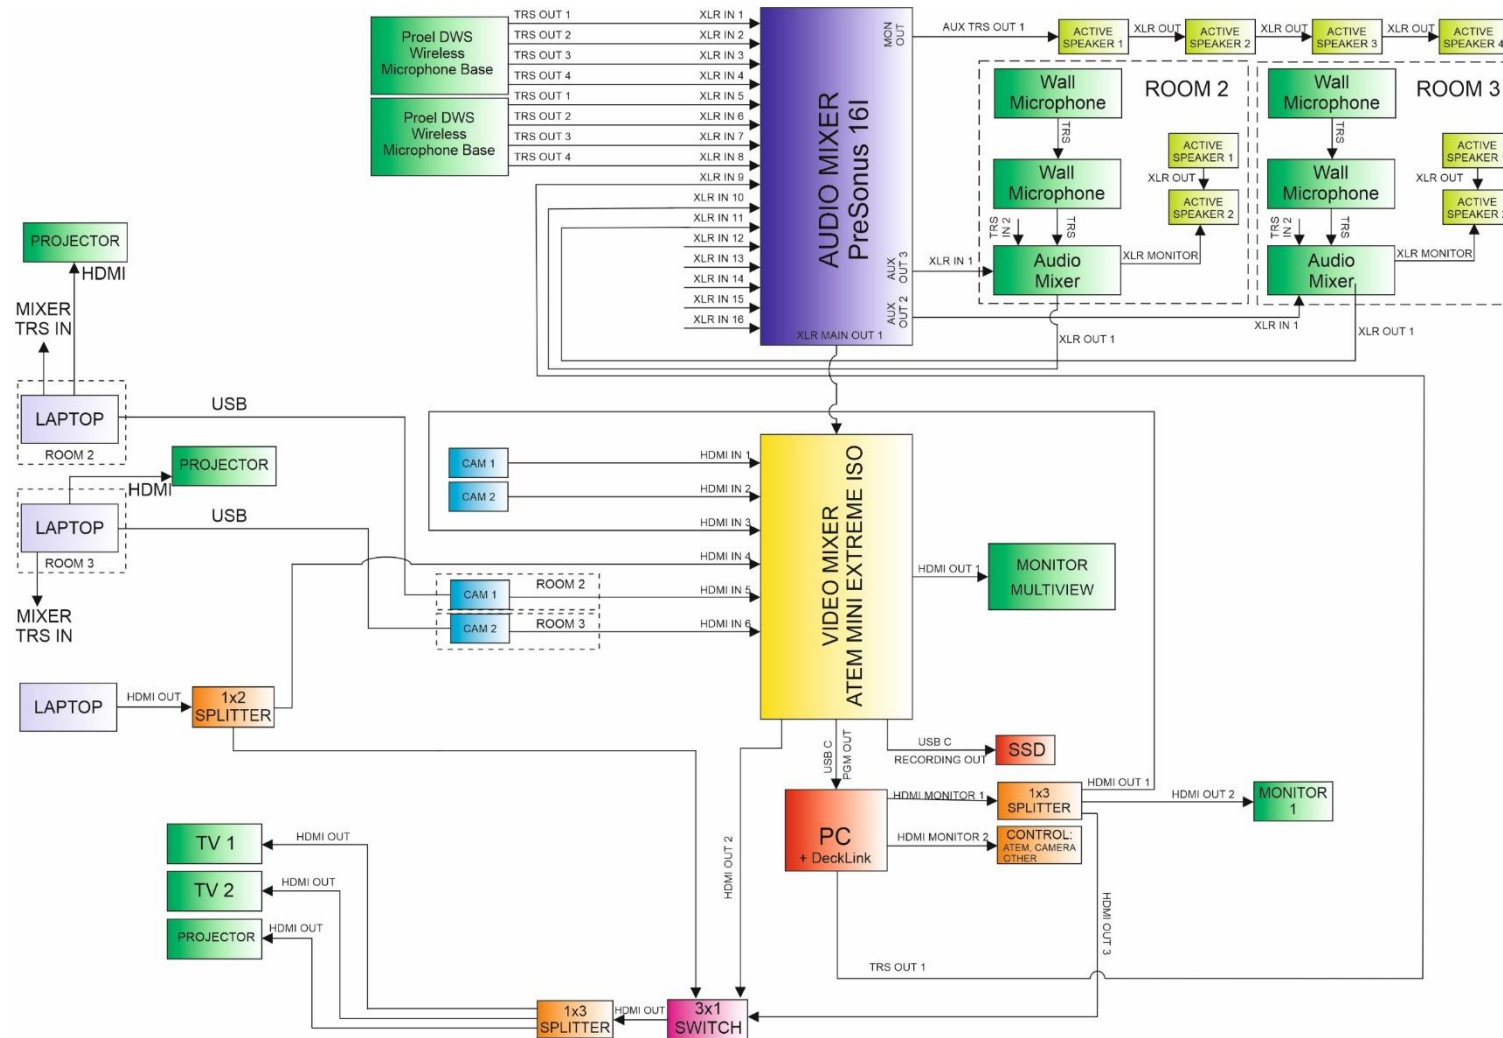 Proel DWS
Wireless
Microphone Base
TRS OUT 1
TRS OUT 2
TRS OUT 3
TRS OUT 4
Proel DWS
Wireless
Microphone Base
TRS OUT 1
TRS OUT 2
TRS OUT 3
TRS OUT 4
XLR IN 1
XLR IN 2
XLR IN 3
XLR IN 4
XLR IN 5
XLR IN 6
XLR IN 7
XLR IN 8
XLR IN 9
XLR IN 10
XLR IN 11
XLR IN 12
XLR IN 13
XLR IN 14
XLR IN 15
XLR IN 16
AUDIO MIXER
PreSonus 16I
MON
OUT
AUX
OUT 3
AUX
OUT 2
XLR MAIN OUT 1
AUX TRS OUT 1
ACTIVE
SPEAKER 1
XLR OUT
ACTIVE
SPEAKER 2
XLR OUT
ACTIVE
SPEAKER 3
XLR OUT
ACTIVE
SPEAKER 4
ROOM 2
Wall
Microphone
TRS
Wall
Microphone
TRS
IN 2
TRS
Audio
Mixer
ACTIVE
SPEAKER 1
XLR OUT
ACTIVE
SPEAKER 2
XLR MONITOR
XLR IN 1
XLR OUT 1
ROOM 3
Wall
Microphone
TRS
Wall
Microphone
TRS
IN 2
TRS
Audio
Mixer
ACTIVE
SPEAKER 1
XLR OUT
ACTIVE
SPEAKER
XLR MONITOR
XLR IN 1
XLR OUT 1
PROJECTOR
HDMI
MIXER
TRS IN
LAPTOP
ROOM 2
USB
PROJECTOR
HDMI
LAPTOP
ROOM 3
USB
MIXER
TRS IN
CAM 1
CAM 2
CAM 1
ROOM 2
CAM 2
ROOM 3
HDMI IN 1
HDMI IN 2
HDMI IN 3
HDMI IN 4
HDMI IN 5
HDMI IN 6
VIDEO MIXER
ATEM MINI EXTREME ISO
HDMI OUT 1
MONITOR
MULTIVIEW
LAPTOP
HDMI OUT
1x2
SPLITTER
USB C
PGM OUT
USB C
RECORDING OUT
SSD
HDMI OUT 2
PC
+ DeckLink
HDMI MONITOR 1
1x3
SPLITTER
HDMI OUT 1
HDMI OUT 2
MONITOR
1
HDMI MONITOR 2
CONTROL:
ATEM, CAMERA
OTHER
HDMI OUT 3
TRS OUT 1
TV 1
HDMI OUT
TV 2
HDMI OUT
PROJECTOR
HDMI OUT
1x3
SPLITTER
HDMI OUT
3x1
SWITCH